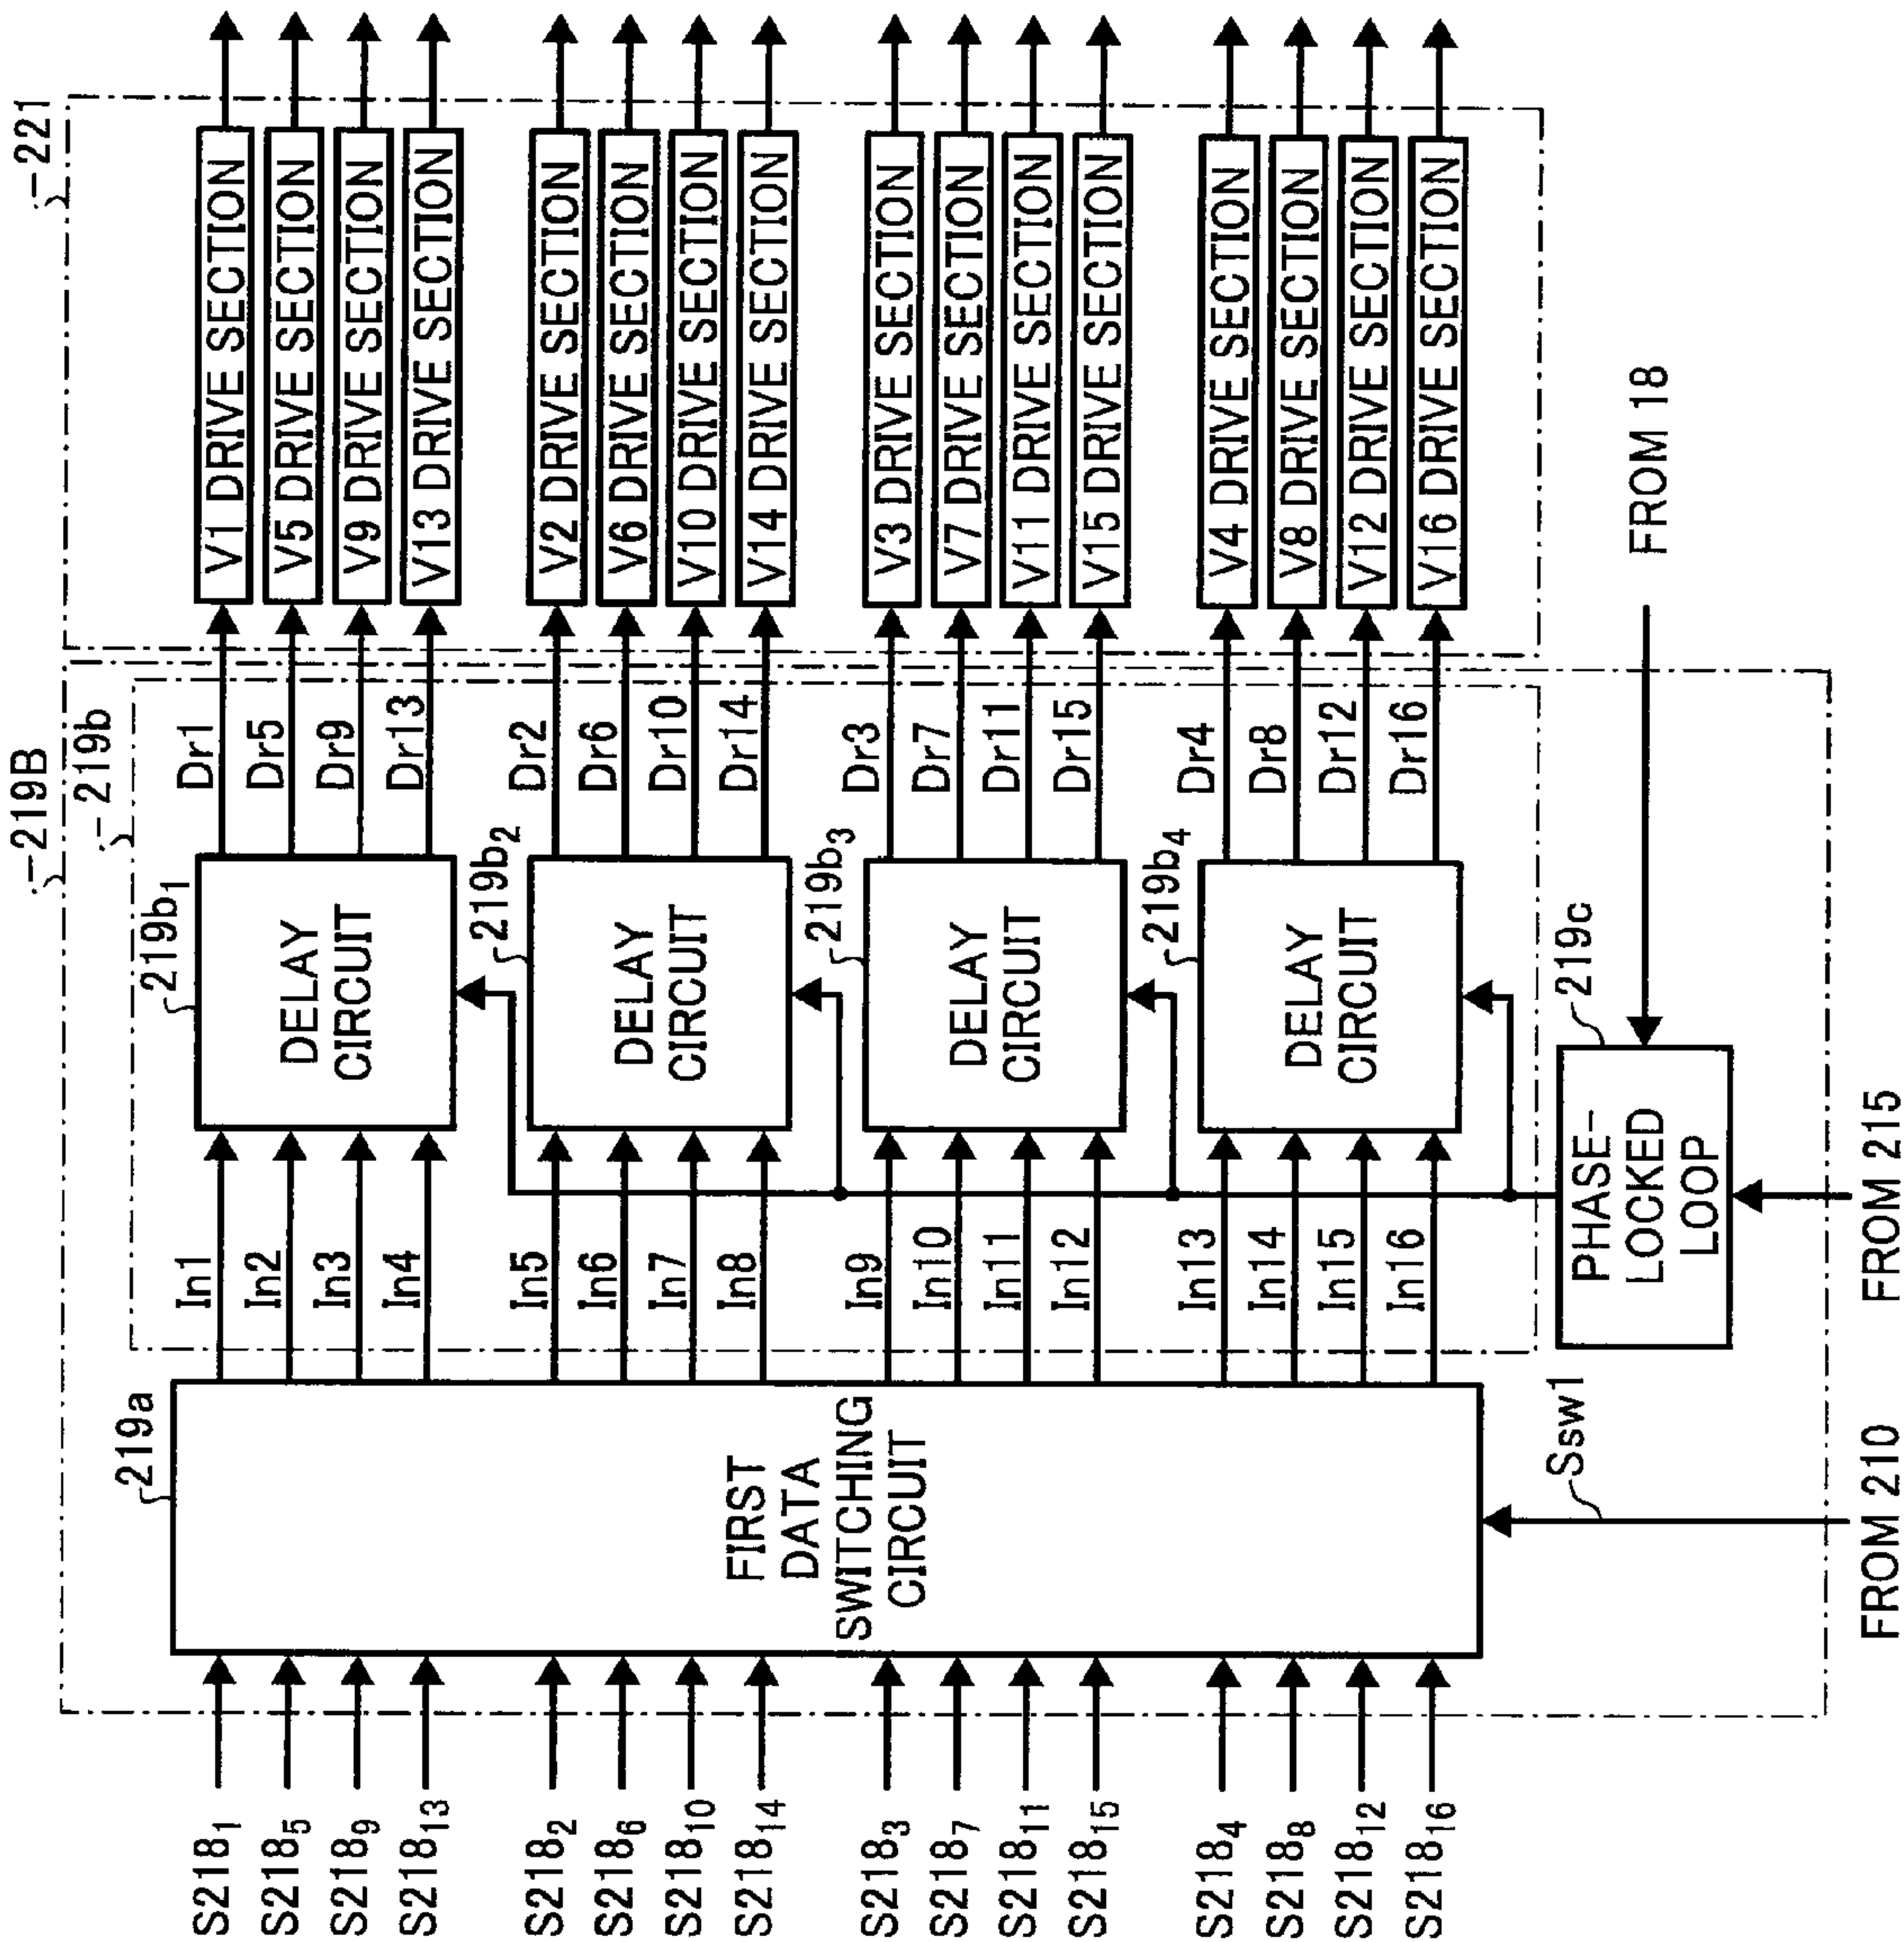 221
V1 DRIVE SECTION
V5 DRIVE SECTION
V9 DRIVE SECTION
V13 DRIVE SECTION
V2 DRIVE SECTION
V6 DRIVE SECTION
V10 DRIVE SECTION
V14 DRIVE SECTION
V3 DRIVE SECTION
V7 DRIVE SECTION
V11 DRIVE SECTION
V15 DRIVE SECTION
V4 DRIVE SECTION
V8 DRIVE SECTION
V12 DRIVE SECTION
V16 DRIVE SECTION
FROM 18
219B
219b
Dr1
Dr5
Dr9
Dr13
Dr2
Dr6
Dr10
Dr14
Dr3
Dr7
Dr11
Dr15
Dr4
Dr8
Dr12
Dr16
219b₁
DELAY
CIRCUIT
219b₂
DELAY
CIRCUIT
219b₃
DELAY
CIRCUIT
219b₄
DELAY
CIRCUIT
219c
PHASE-
LOCKED
LOOP
FROM 215
In1
In2
In3
In4
In5
In6
In7
In8
In9
In10
In11
In12
In13
In14
In15
In16
219a
FIRST
DATA
SWITCHING
CIRCUIT
Ssw1
FROM 210
S218₁
S218₅
S218₉
S218₁₃
S218₂
S218₆
S218₁₀
S218₁₄
S218₃
S218₇
S218₁₁
S218₁₅
S218₄
S218₈
S218₁₂
S218₁₆